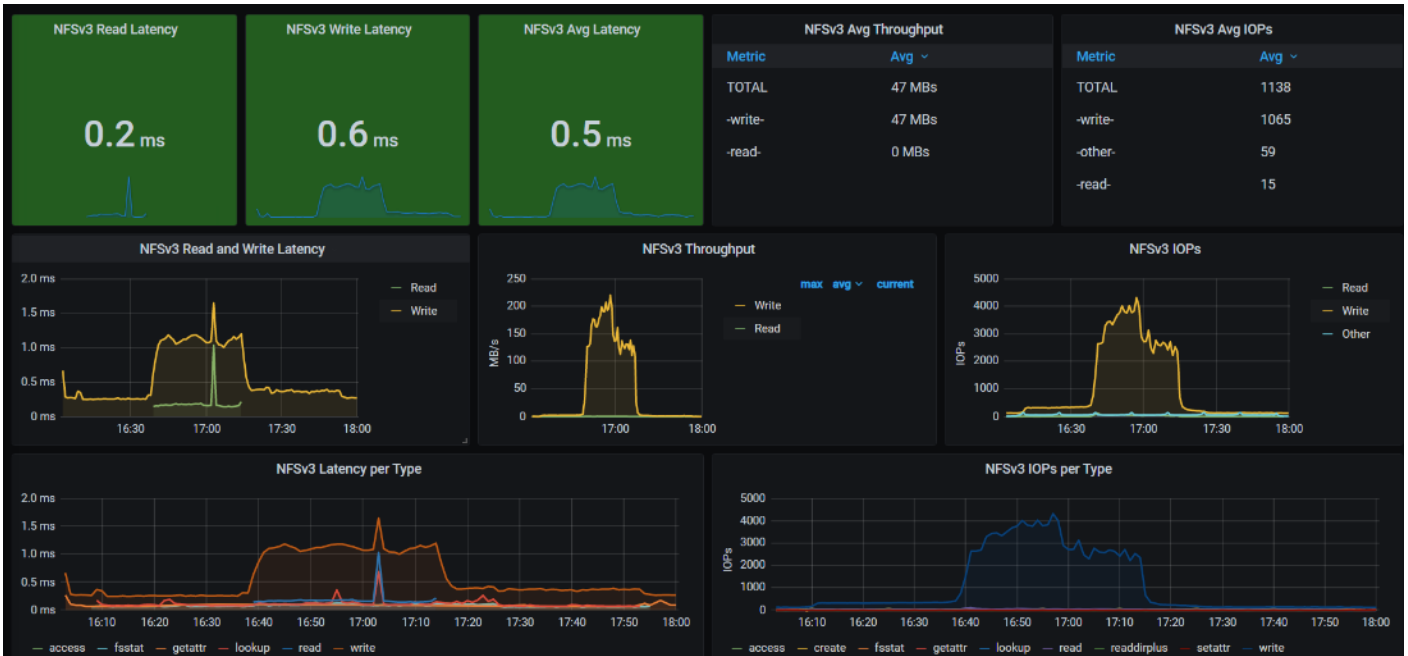 NFSv3 Read Latency
0.2 ms
NFSv3 Write Latency
0.6 ms
NFSv3 Avg Latency
0.5 ms
NFSv3 Avg Throughput
Metric Avg
TOTAL 47 MBs
-write- 47 MBs
-read- 0 MBs
NFSv3 Avg IOPs
Metric Avg
TOTAL 1138
-write- 1065
-other- 59
-read- 15
NFSv3 Read and Write Latency
2.0 ms
1.5 ms
1.0 ms
0.5 ms
0 ms
16:30 17:00 17:30 18:00
Read
Write
NFSv3 Throughput
MB/s
250
200
150
100
50
0
17:00 18:00
max avg current
Write
Read
NFSv3 IOPs
IOPs
5000
4000
3000
2000
1000
0
16:30 17:00 17:30 18:00
Read
Write
Other
NFSv3 Latency per Type
2.0 ms
1.5 ms
1.0 ms
0.5 ms
0 ms
16:10 16:20 16:30 16:40 16:50 17:00 17:10 17:20 17:30 17:40 17:50 18:00
access fsstat getattr lookup read write
NFSv3 IOPs per Type
IOPs
5000
4000
3000
2000
1000
0
16:10 16:20 16:30 16:40 16:50 17:00 17:10 17:20 17:30 17:40 17:50 18:00
access create fsstat getattr lookup read readdirplus setattr write